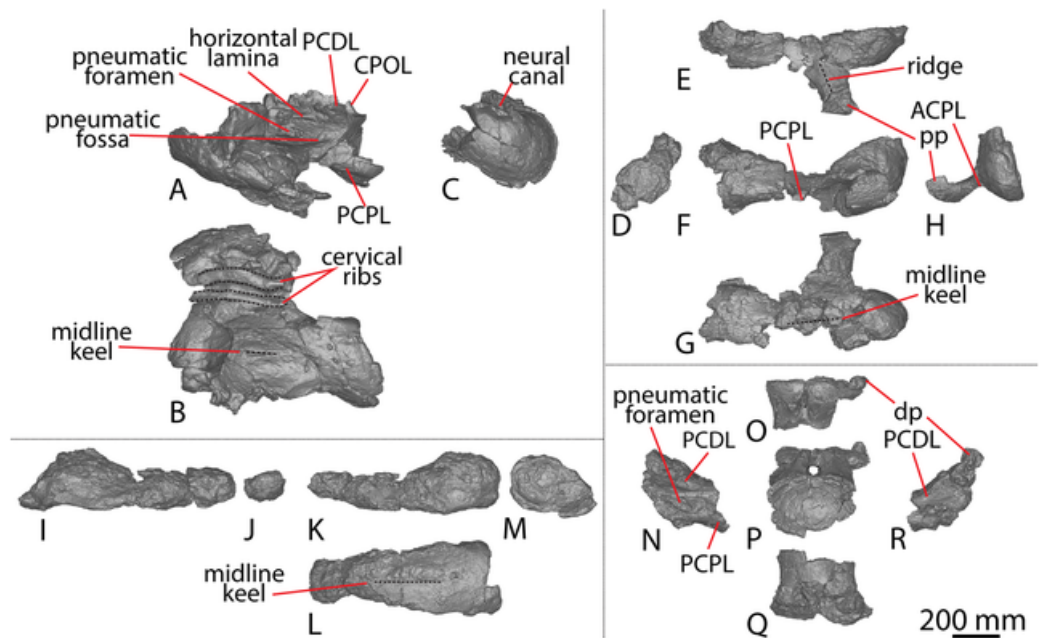 horizontal
lamina
PCDL
CPOL
pneumatic
foramen
pneumatic
fossa
PCPL
A
neural
canal
C
cervical
ribs
midline
keel
B
E
ridge
ACPL
pp
PCPL
D
F
H
midline
keel
G
I
J
K
M
midline
keel
L
pneumatic
foramen
PCDL
PCPL
N
O
P
Q
dp
PCDL
R
200 mm